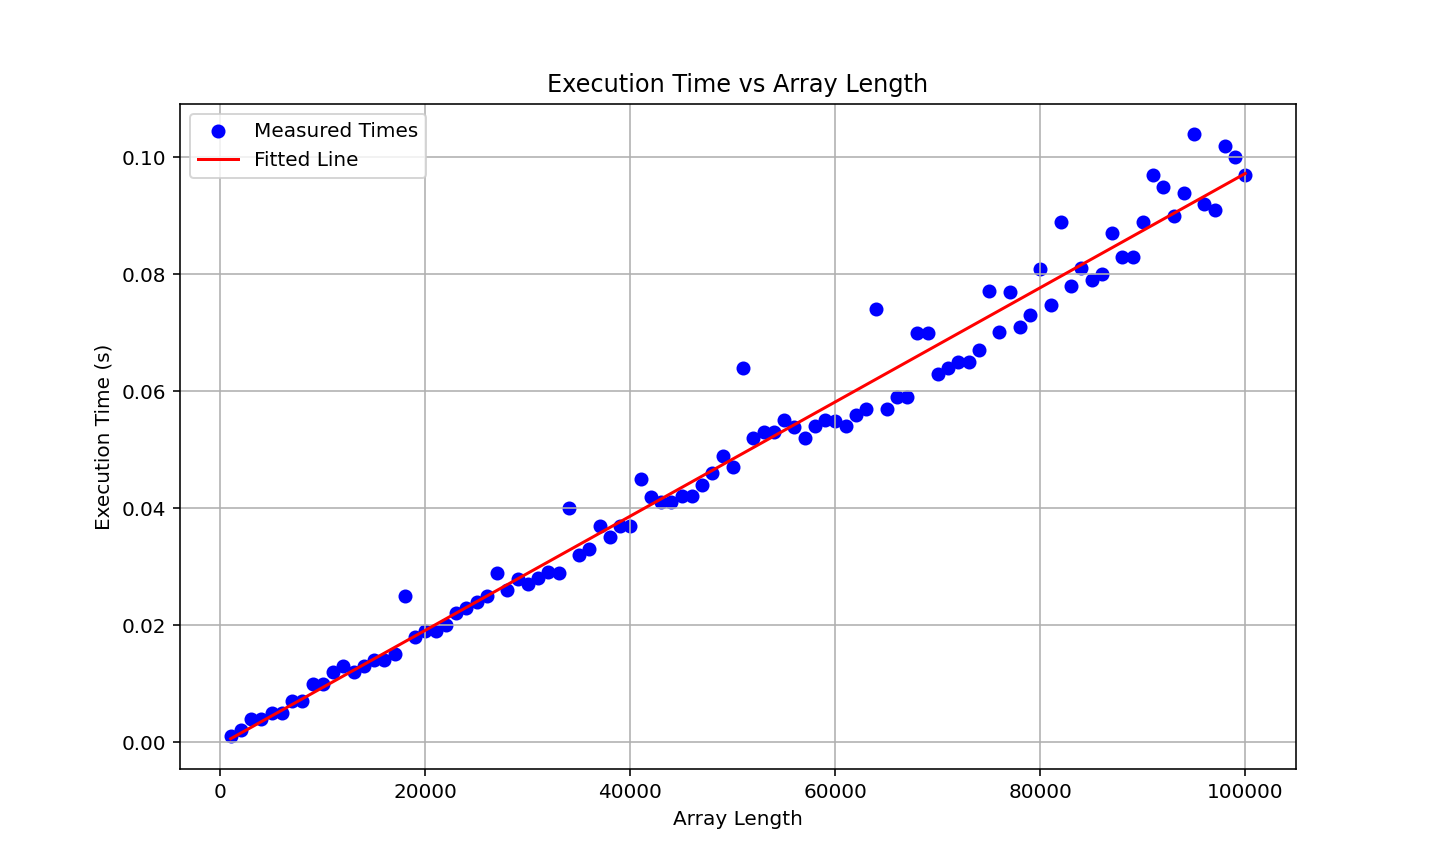 Execution Time vs Array Length
Measured Times
Fitted Line
Execution Time (s)
0.10
0.08
0.06
0.04
0.02
0.00
0 20000 40000 60000 80000 100000
Array Length